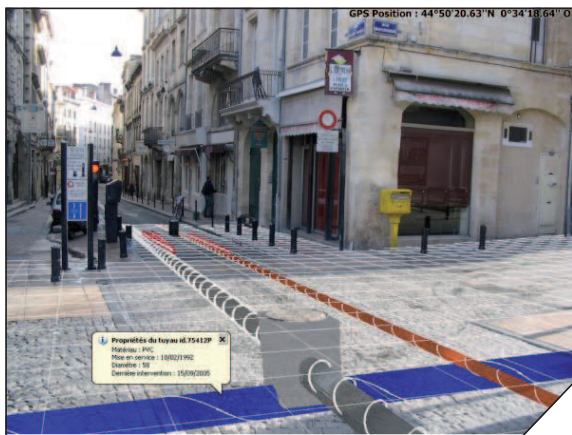 GPS Position : 44°50'20.63''N 0°34'18.64'' O
Propriétés du tuyau id.75412P
Matériau : PVC
Mise en service : 10/02/1992
Diamètre : 50
Dernière intervention : 15/09/2005